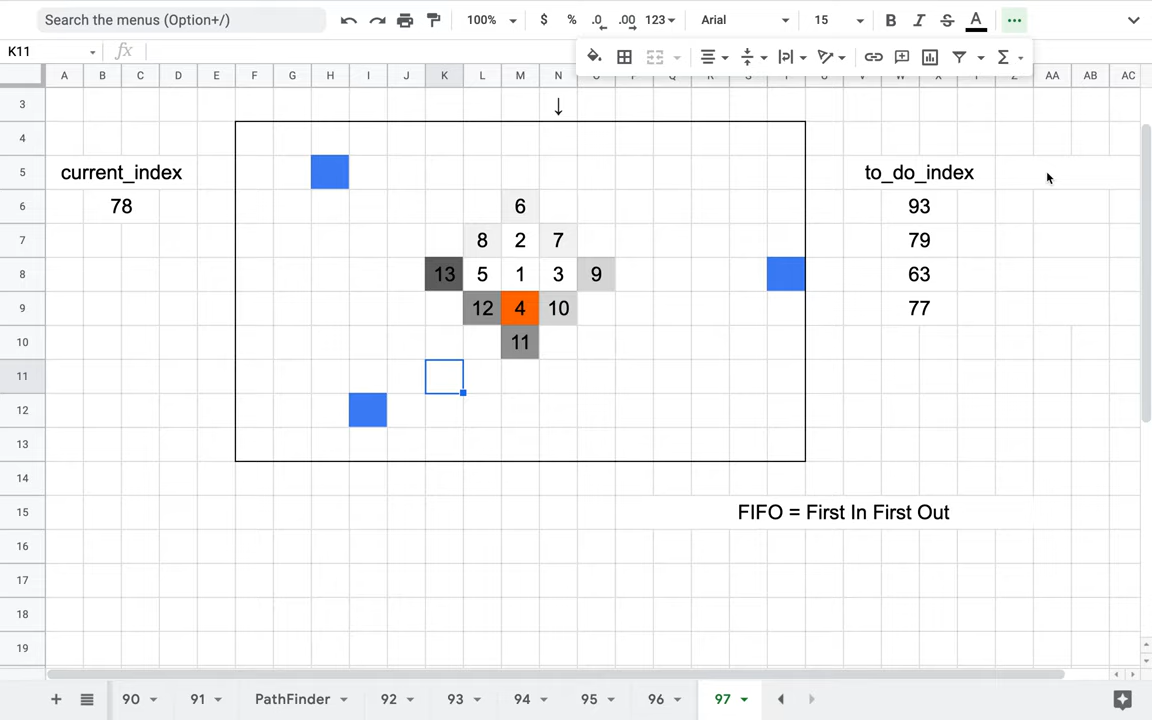 Search the menus (Option+/)
100% $ % .0 .00 123 Arial 15 B I S A
K11 fx
A B C D E F G H I J K L M N Z AA AB AC
3 ↓
4
5 current_index to_do_index
6 78 6 93
7 8 2 7 79
8 13 5 1 3 9 63
9 12 4 10 77
10 11
11
12
13
14
15 FIFO = First In First Out
16
17
18
19
90 91 PathFinder 92 93 94 95 96 97